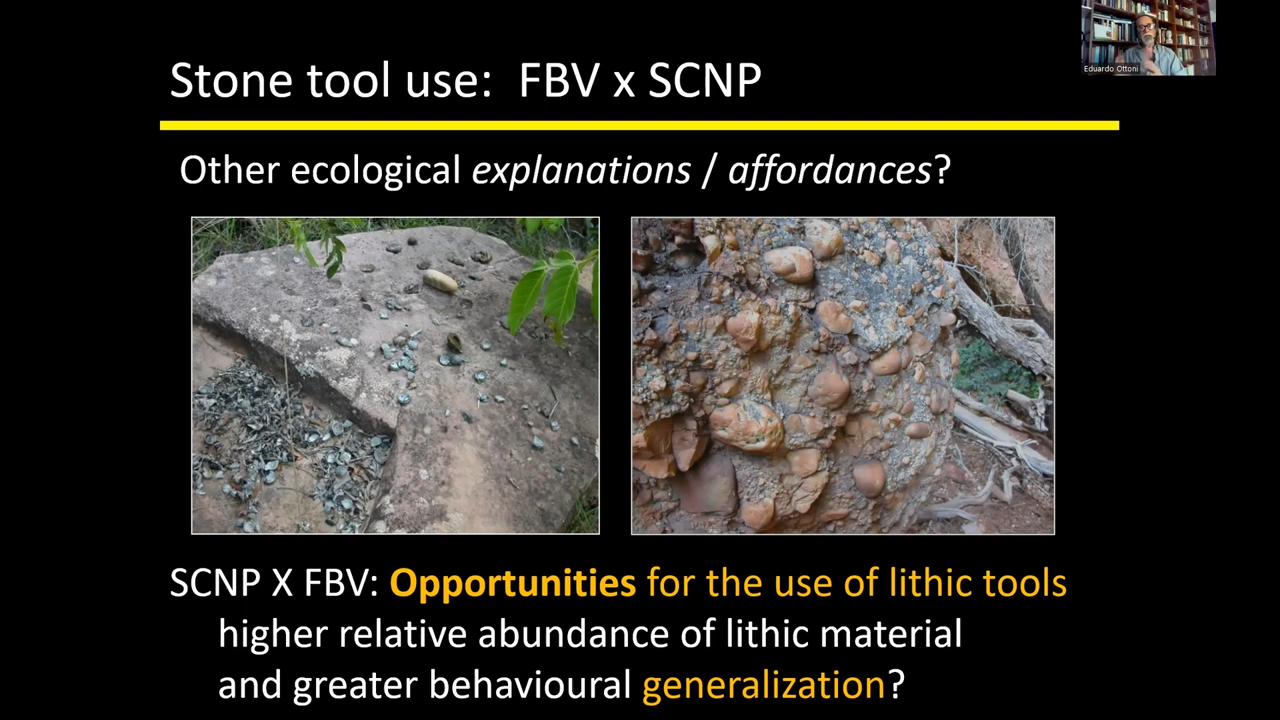 Eduardo Ottoni
Stone tool use: FBV x SCNP
Other ecological explanations / affordances?
SCNP X FBV: Opportunities for the use of lithic tools
higher relative abundance of lithic material
and greater behavioural generalization?